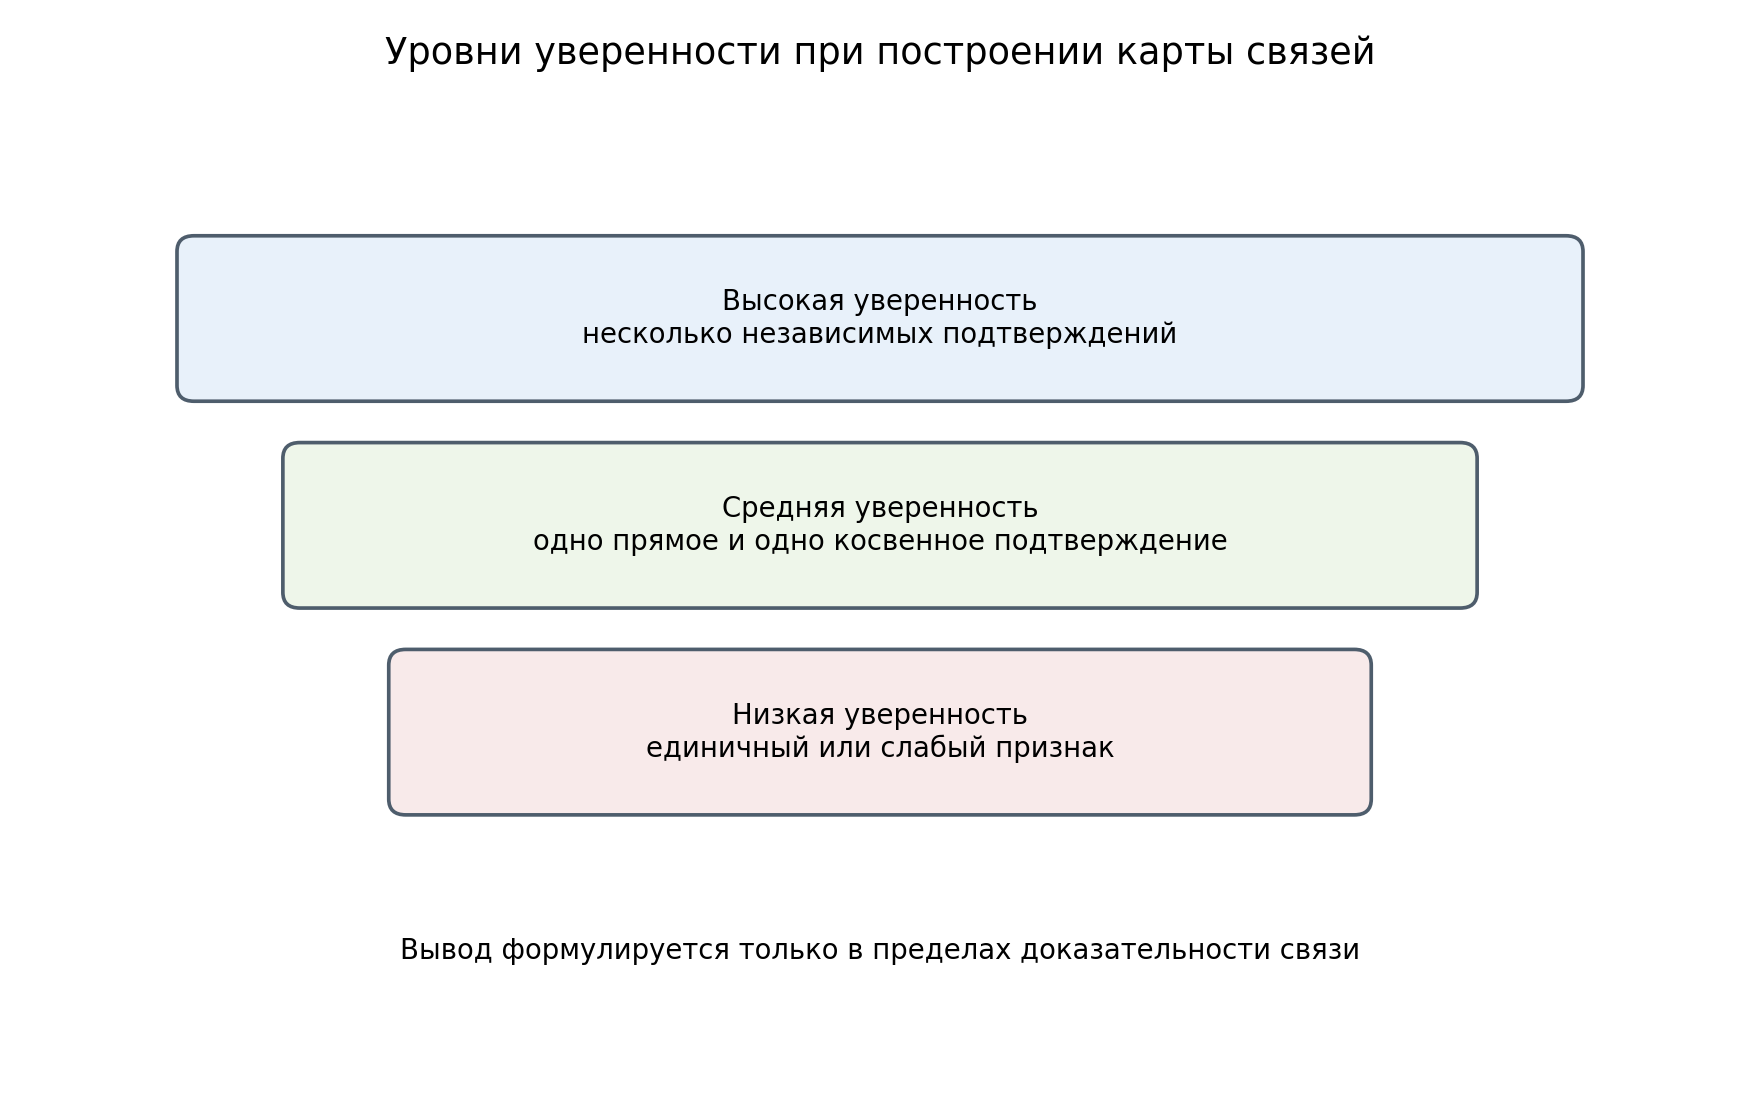 Уровни уверенности при построении карты связей
Высокая уверенность
несколько независимых подтверждений
Средняя уверенность
одно прямое и одно косвенное подтверждение
Низкая уверенность
единичный или слабый признак
Вывод формулируется только в пределах доказательности связи